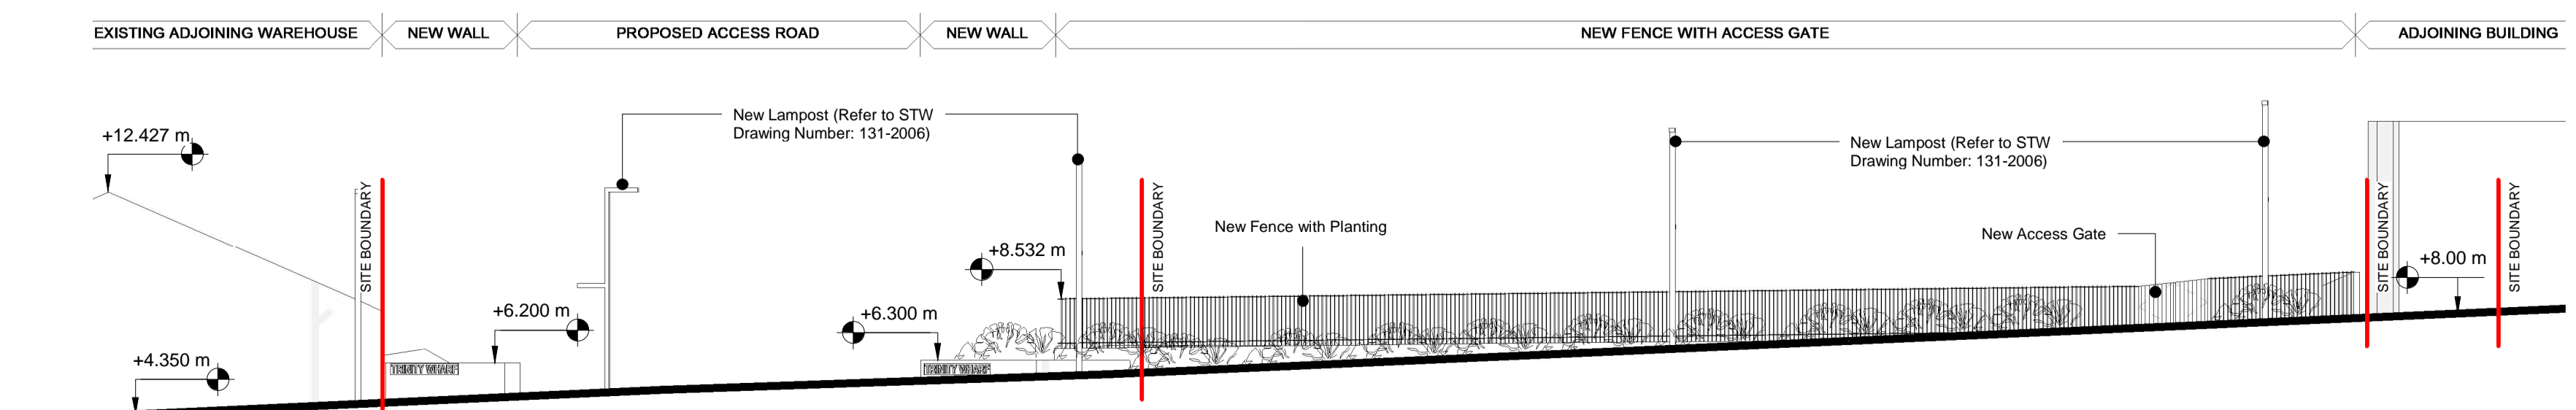 EXISTING ADJOINING WAREHOUSE
NEW WALL
PROPOSED ACCESS ROAD
NEW WALL
NEW FENCE WITH ACCESS GATE
ADJOINING BUILDING
+12.427 m
New Lampost (Refer to STW
Drawing Number: 131-2006)
New Lampost (Refer to STW
Drawing Number: 131-2006)
SITE BOUNDARY
SITE BOUNDARY
SITE BOUNDARY
SITE BOUNDARY
New Fence with Planting
New Access Gate
+8.532 m
+8.00 m
+6.200 m
+6.300 m
+4.350 m
TRINITY WHARF
TRINITY WHARF